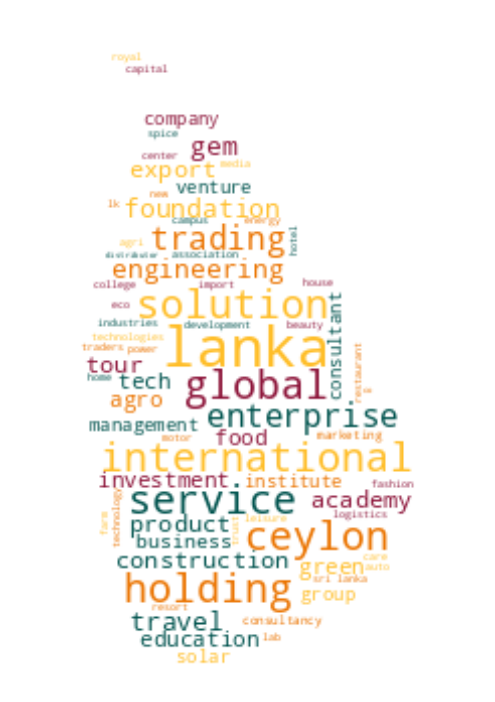 royal
capital
company
spice
gem
center
media
export
venture
new
lk
foundation
campus
energy
hotel
trading
agri
distributor
association
engineering
college
import
house
eco
solution
consultant
industries
development
beauty
technologies
lanka
traders
power
restaurant
tour
home
tech
global
agro
enterprise
management
food
marketing
motor
international
investment
institute
fashion
technology
service
academy
logistics
farm
product
trust
leisure
ceylon
business
construction
care
green
auto
sri lanka
holding
group
resort
travel
consultancy
education
lab
solar